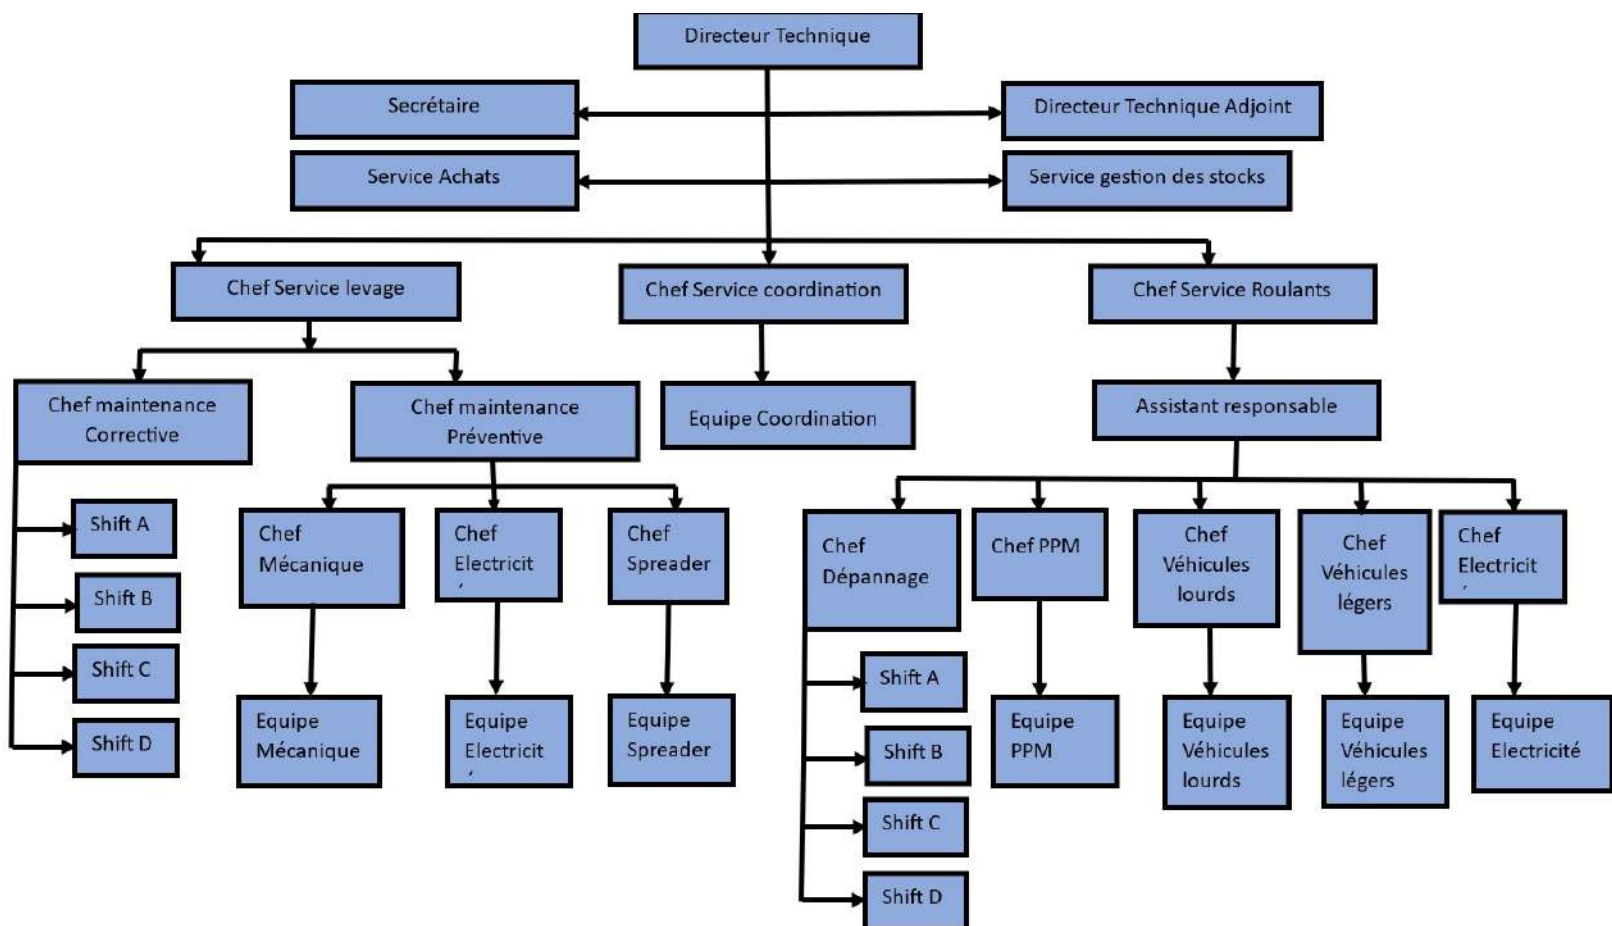 Directeur Technique
Secrétaire
Directeur Technique Adjoint
Service Achats
Service gestion des stocks
Chef Service levage
Chef Service coordination
Chef Service Roulants
Chef maintenance
Corrective
Chef maintenance
Préventive
Equipe Coordination
Assistant responsable
Shift A
Shift B
Shift C
Shift D
Chef
Mécanique
Chef
Electricit
Chef
Spreader
Equipe
Mécanique
Equipe
Electricit
Equipe
Spreader
Chef
Dépannage
Chef PPM
Chef
Véhicules
lourds
Chef
Véhicules
légers
Chef
Electricit
Shift A
Shift B
Shift C
Shift D
Equipe
PPM
Equipe
Véhicules
lourds
Equipe
Véhicules
légers
Equipe
Electricité